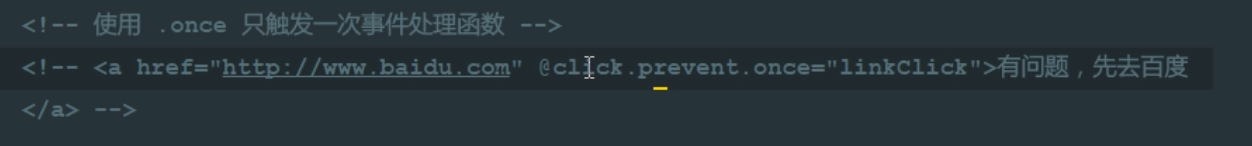 <!-- 使用 .once 只触发一次事件处理函数 -->
<!-- <a href="http://www.baidu.com" @click.prevent.once="linkClick">有问题，先去百度
</a> -->